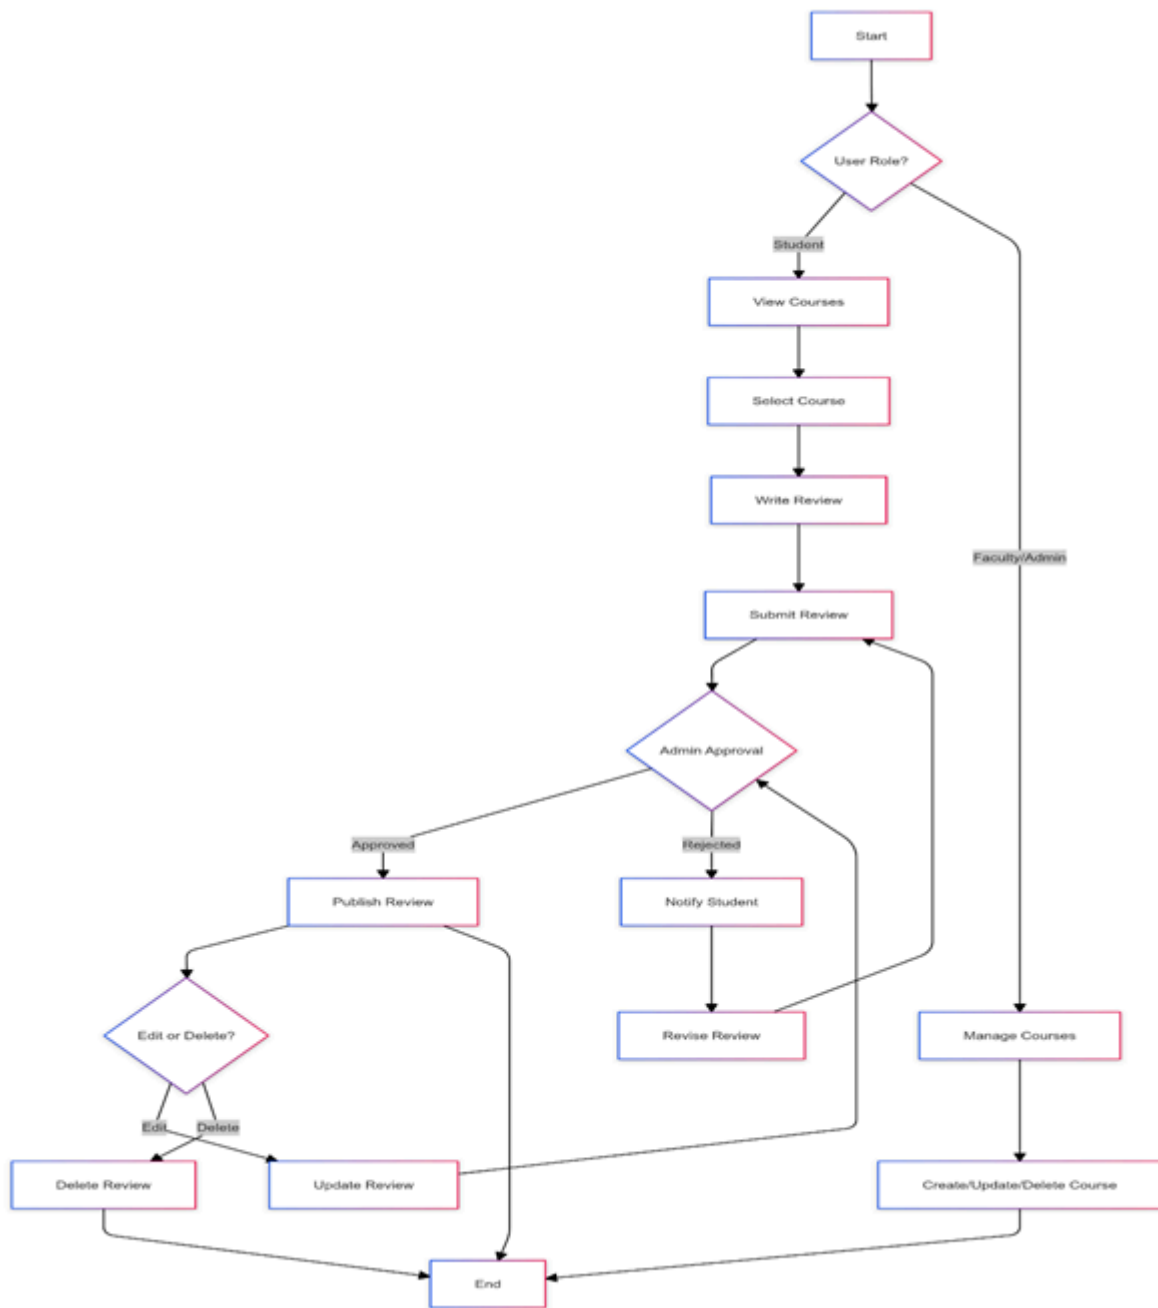 Start
User Role?
Student
View Courses
Select Course
Write Review
Faculty/Admin
Submit Review
Admin Approval
Approved
Rejected
Publish Review
Notify Student
Edit or Delete?
Revise Review
Manage Courses
Edit
Delete
Delete Review
Update Review
Create/Update/Delete Course
End